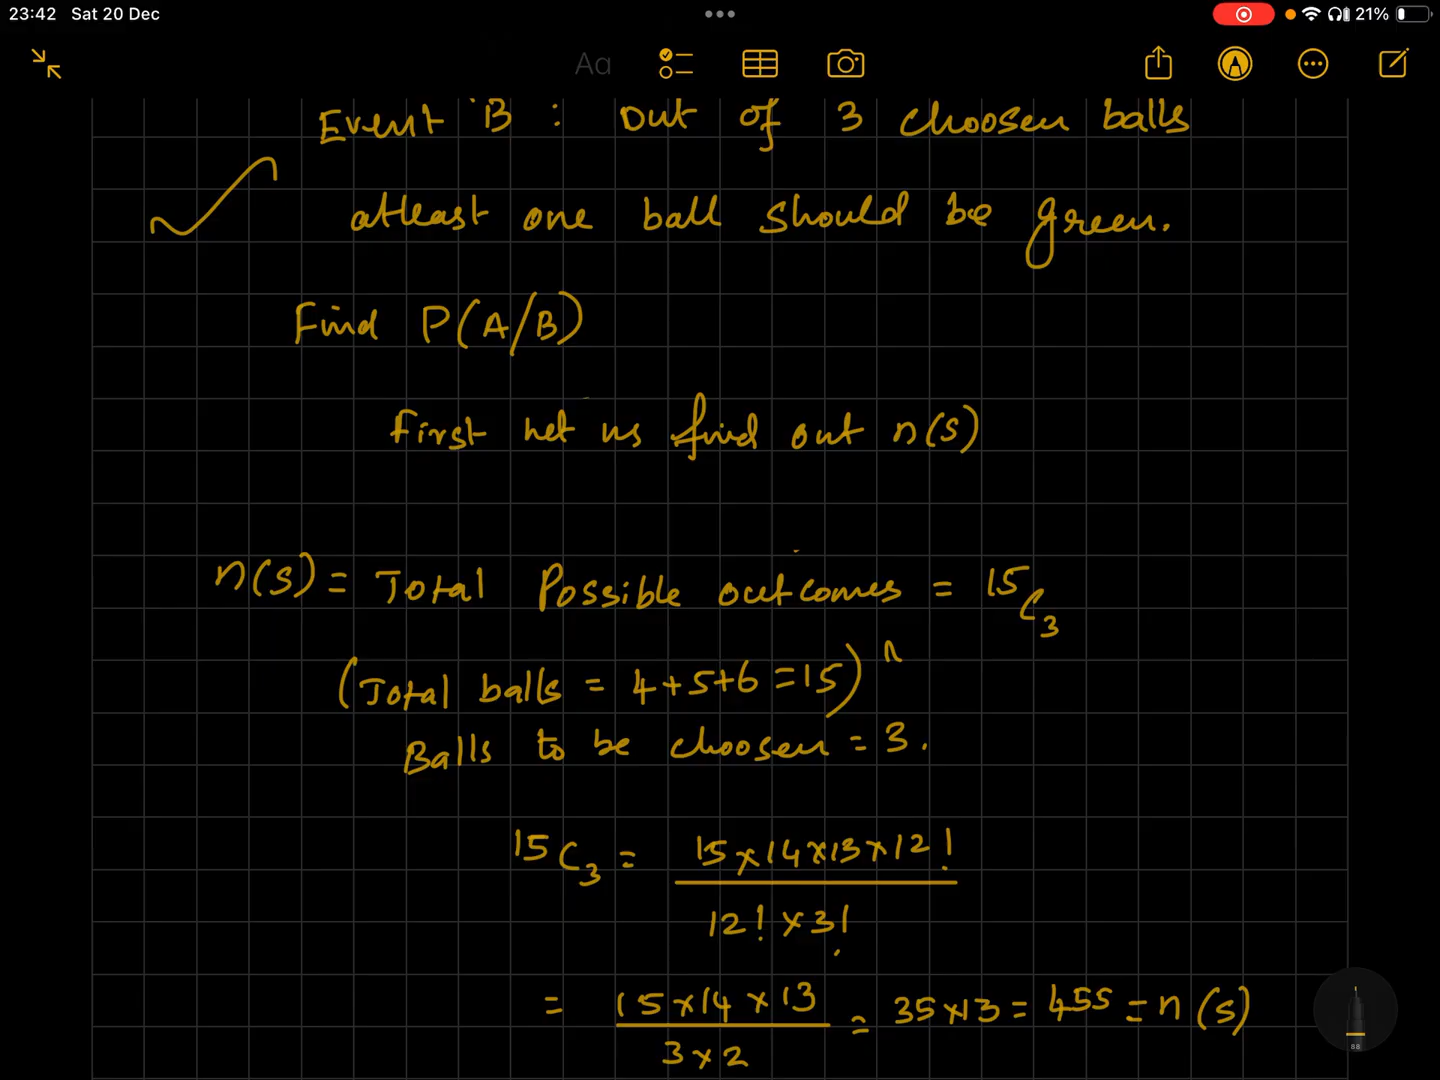 23:42 Sat 20 Dec
21%
Aa
Event B : Out of 3 choosen balls
atleast one ball should be green.
Find P(A/B)
First let us find out n(s)
n(s) = Total Possible outcomes = 15C₃
(Total balls = 4+5+6 = 15)
Balls to be choosen = 3.
15C₃ = 15×14×13×12! / 12! × 3!
= 15×14×13 / 3×2 = 35×13 = 455 = n(s)
88